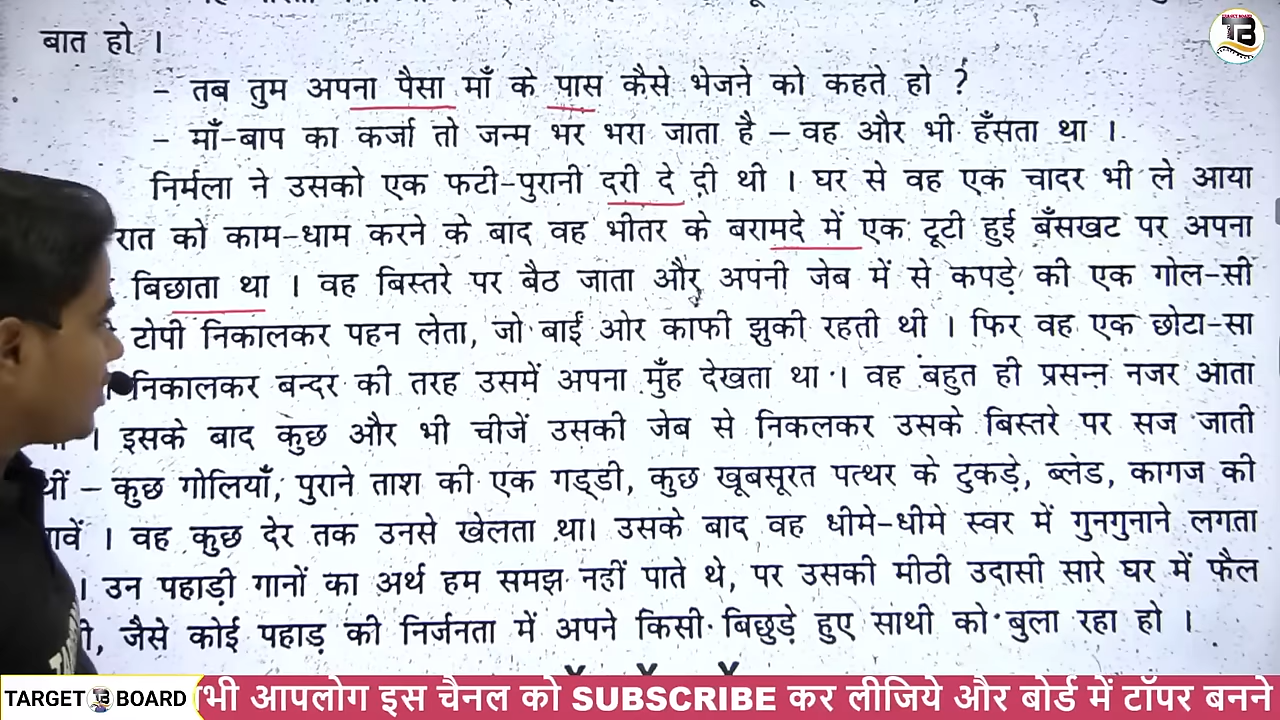 बात हो ।
– तब तुम अपना पैसा माँ के पास कैसे भेजने को कहते हो ?
– माँ-बाप का कर्जा तो जन्म भर भरा जाता है – वह और भी हँसता था ।
निर्मला ने उसको एक फटी-पुरानी दरी दे दी थी । घर से वह एक चादर भी ले आया
रात को काम-धाम करने के बाद वह भीतर के बरामदे में एक टूटी हुई बँसखट पर अपना
बिछाता था । वह बिस्तरे पर बैठ जाता और अपनी जेब में से कपड़े की एक गोल-सी
टोपी निकालकर पहन लेता, जो बाईं ओर काफी झुकी रहती थी । फिर वह एक छोटा-सा
निकालकर बन्दर की तरह उसमें अपना मुँह देखता था । वह बहुत ही प्रसन्न नजर आता
। इसके बाद कुछ और भी चीजें उसकी जेब से निकलकर उसके बिस्तरे पर सज जाती
– कुछ गोलियाँ, पुराने ताश की एक गड्डी, कुछ खूबसूरत पत्थर के टुकड़े, ब्लेड, कागज की
। वह कुछ देर तक उनसे खेलता था। उसके बाद वह धीमे-धीमे स्वर में गुनगुनाने लगता
। उन पहाड़ी गानों का अर्थ हम समझ नहीं पाते थे, पर उसकी मीठी उदासी सारे घर में फैल
, जैसे कोई पहाड़ की निर्जनता में अपने किसी बिछुड़े हुए साथी को बुला रहा हो ।
TARGET BOARD
TARGET TB BOARD भी आपलोग इस चैनल को SUBSCRIBE कर लीजिये और बोर्ड में टॉपर बनने